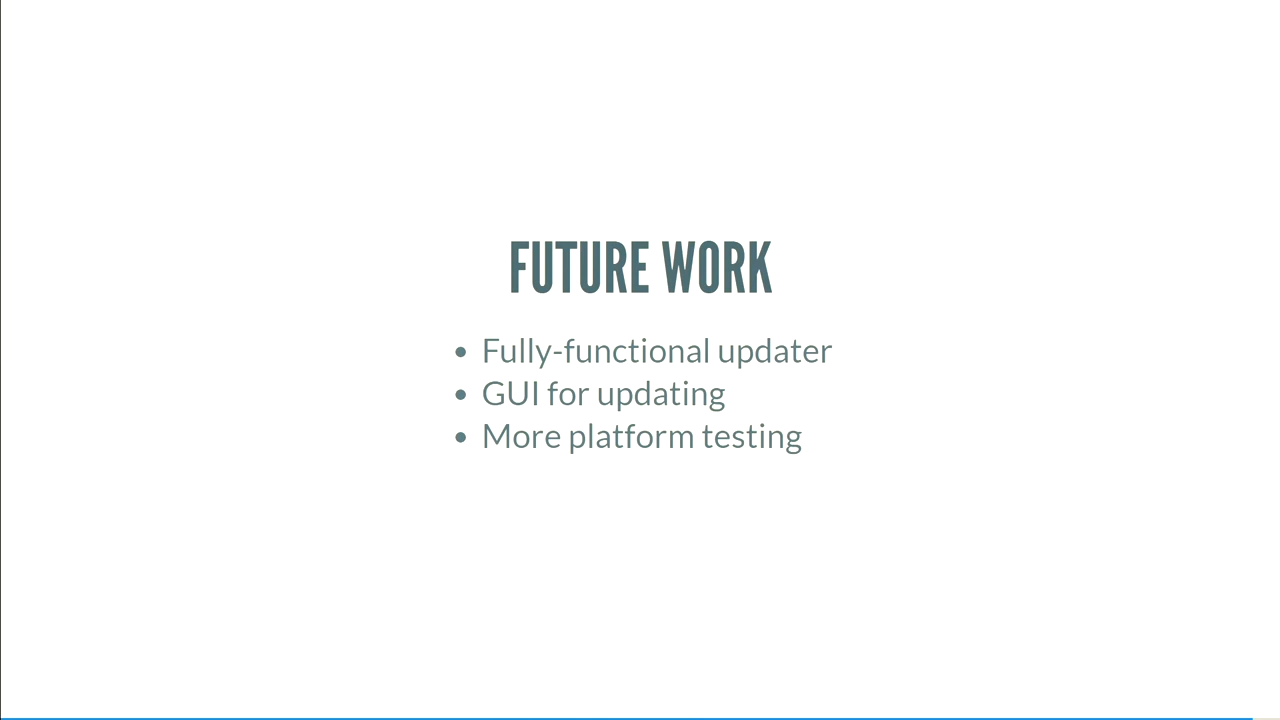 FUTURE WORK
• Fully-functional updater
• GUI for updating
• More platform testing